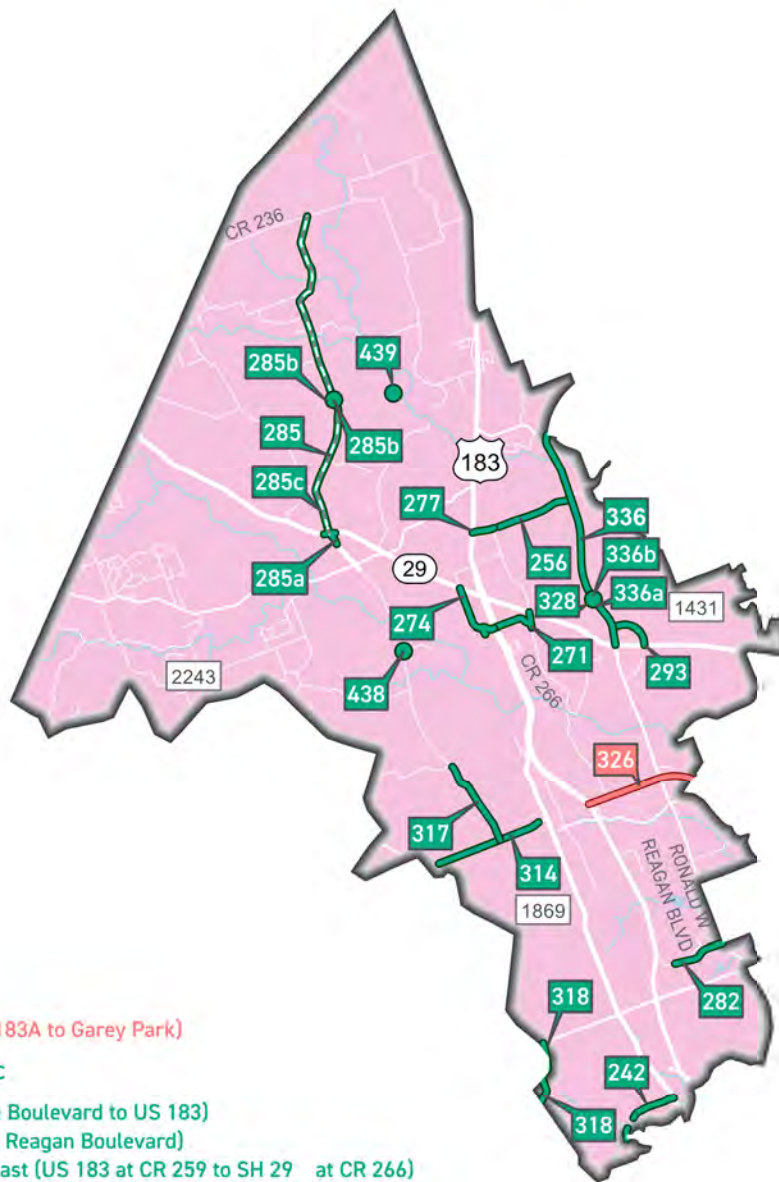 CR 236
439
285b
285b
285
183
285c
277
336
256
336b
285a
29
328
336a
1431
274
271
293
438
2243
CR 266
326
317
314
RONALD W
REAGAN BLVD
1869
282
318
183A to Garey Park)
242
Boulevard to US 183)
318
Reagan Boulevard)
(US 183 at CR 259 to SH 29 at CR 266)